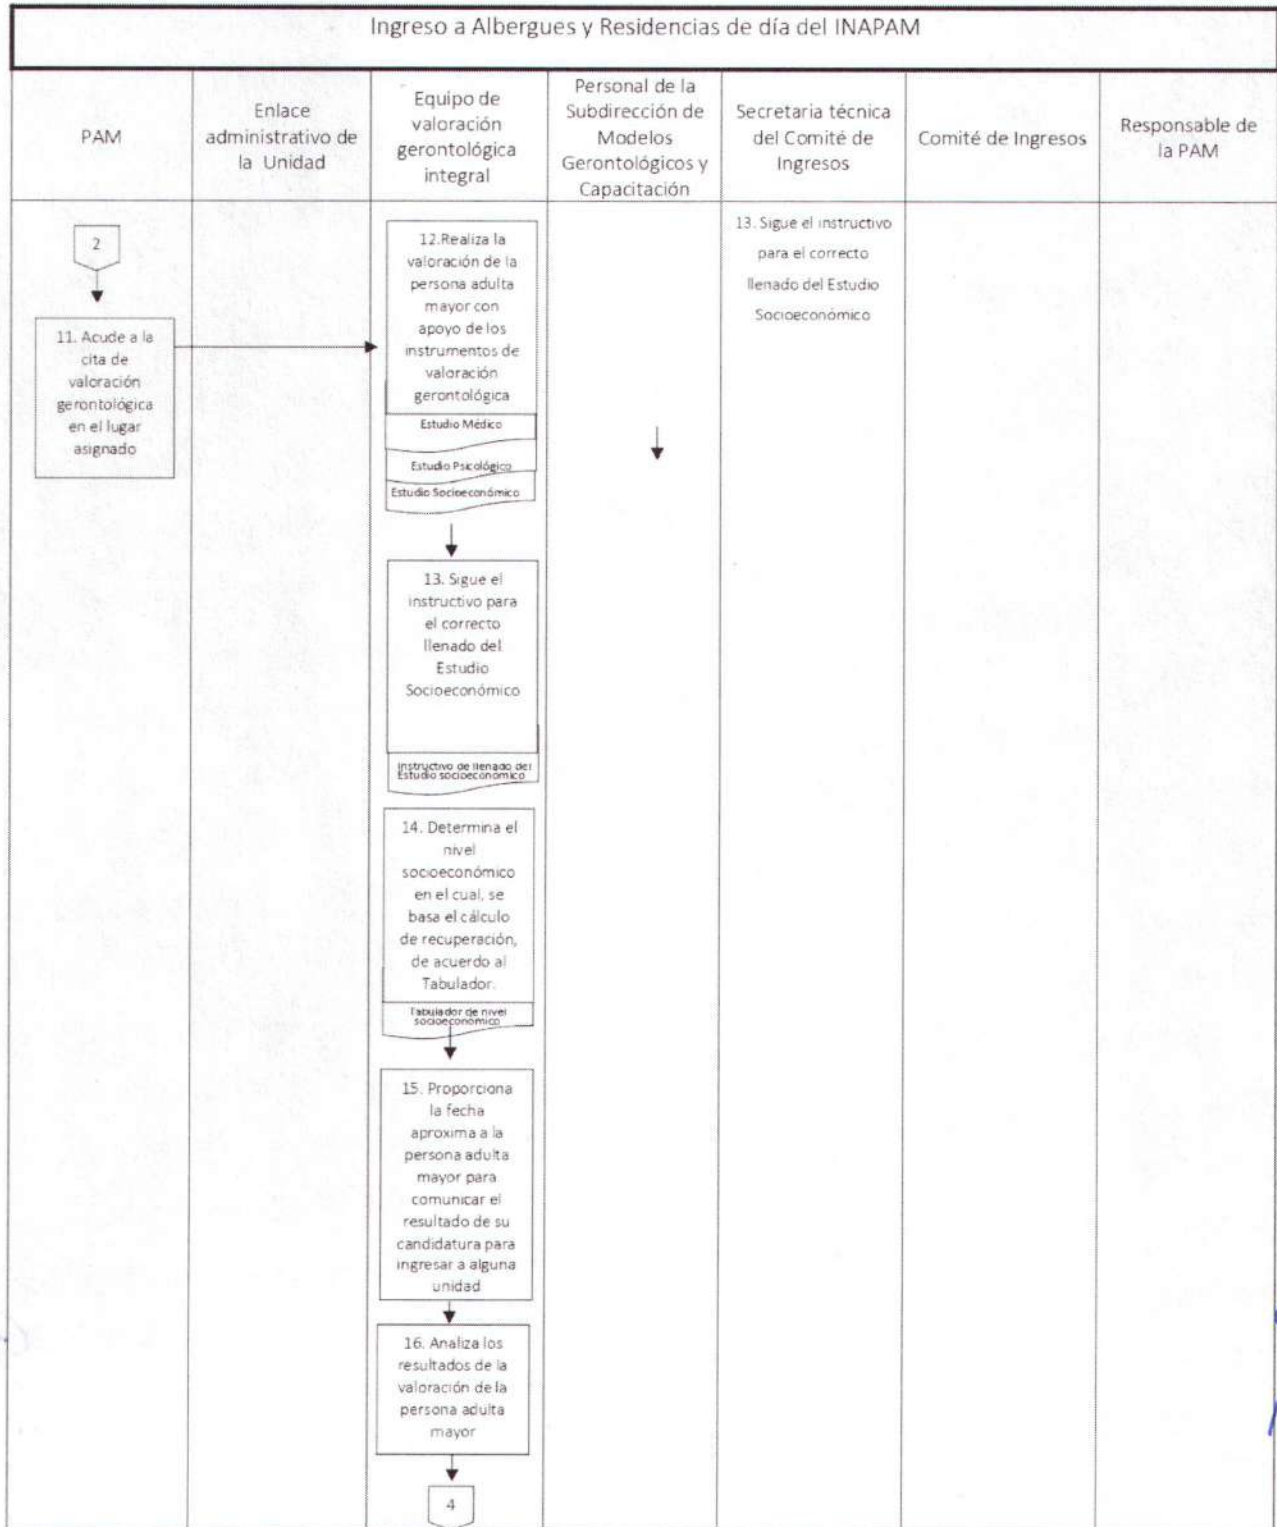 Ingreso a Albergues y Residencias de día del INAPAM
PAM
Enlace
administrativo de
la Unidad
Equipo de
valoración
gerontológica
integral
Personal de la
Subdirección de
Modelos
Gerontológicos y
Capacitación
Secretaria técnica
del Comité de
Ingresos
Comité de Ingresos
Responsable de
la PAM
2
11. Acude a la
cita de
valoración
gerontológica
en el lugar
asignado
12.Realiza la
valoración de la
persona adulta
mayor con
apoyo de los
instrumentos de
valoración
gerontológica
Estudio Médico
Estudio Psicológico
Estudio Socioeconómico
13. Sigue el
instructivo para
el correcto
llenado del
Estudio
Socioeconómico
Instructivo de llenado del
Estudio socioeconómico
14. Determina el
nivel
socioeconómico
en el cual, se
basa el cálculo
de recuperación,
de acuerdo al
Tabulador.
Tabulador de nivel
socioeconómico
15. Proporciona
la fecha
aproxima a la
persona adulta
mayor para
comunicar el
resultado de su
candidatura para
ingresar a alguna
unidad
16. Analiza los
resultados de la
valoración de la
persona adulta
mayor
4
13. Sigue el instructivo
para el correcto
llenado del Estudio
Socioeconómico